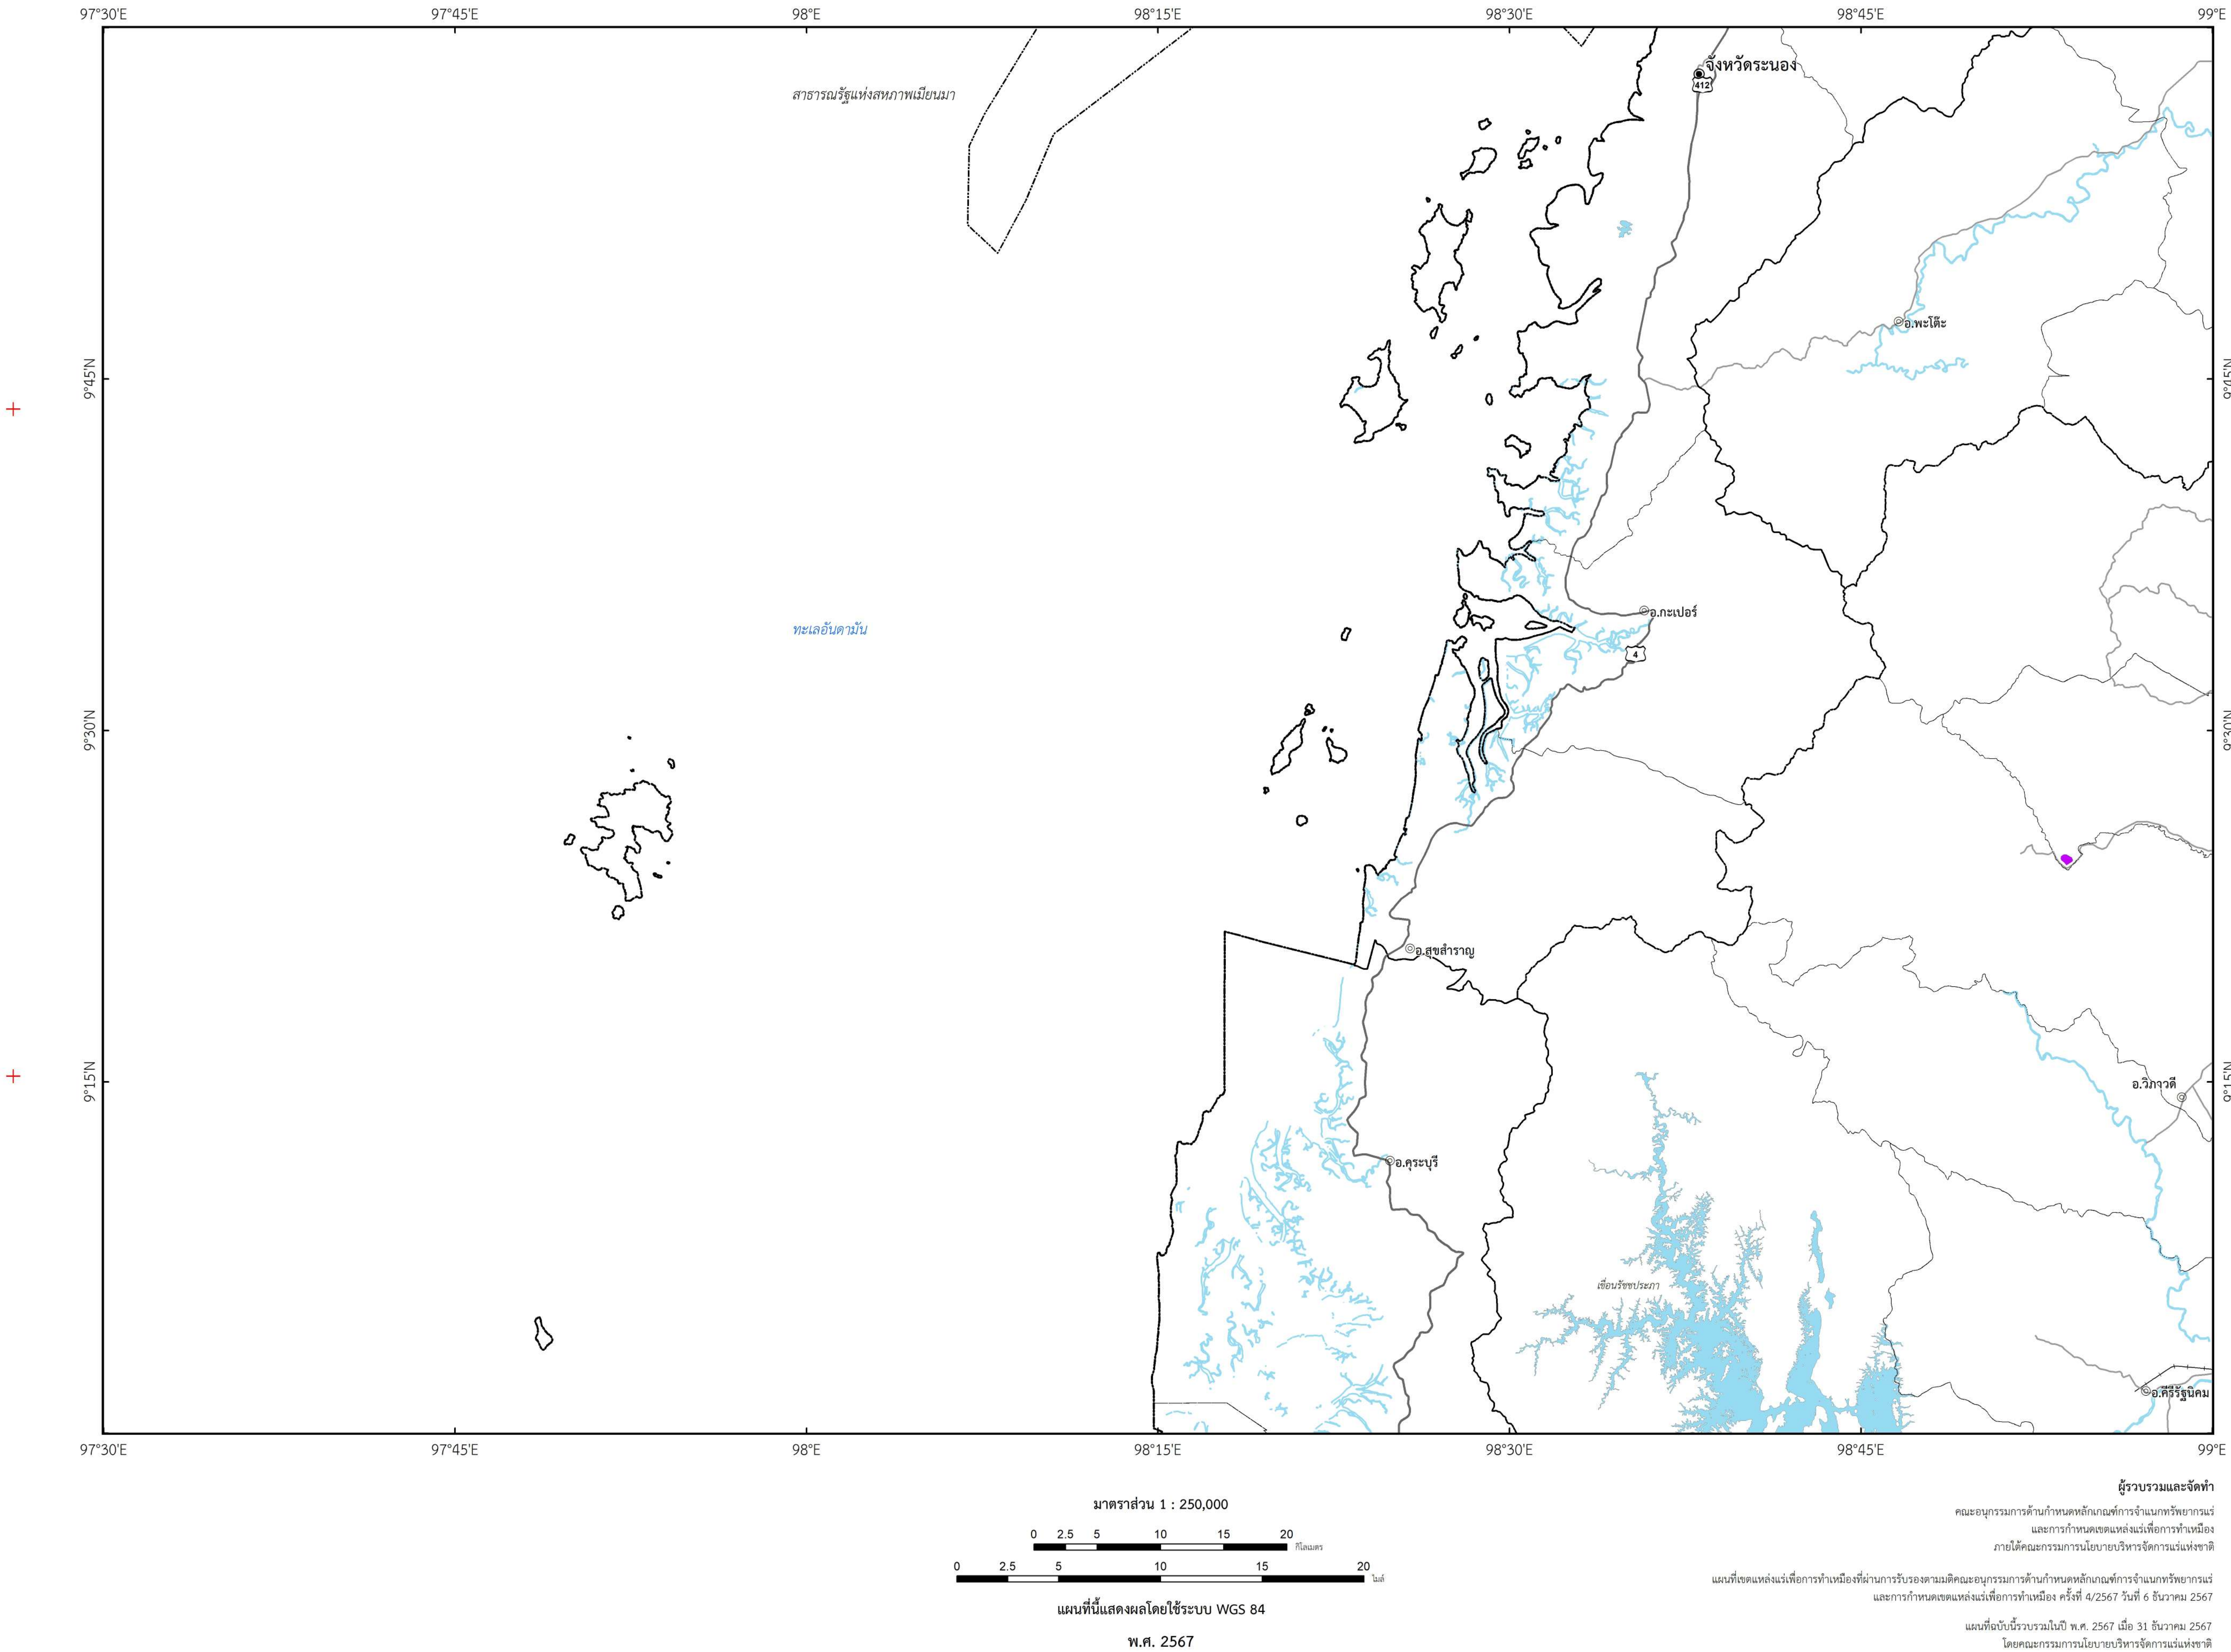 97°30'E 97°45'E 98°E 98°15'E 98°30'E 98°45'E 99°E
จังหวัดระนอง
412
สาธารณรัฐแห่งสหภาพเมียนมา
อ.พะโต๊ะ
9°45'N 9°45'N
อ.กะเปอร์
ทะเลอันดามัน
4
9°30'N 9°30'N
อ.สุขสำราญ
9°15'N 9°15'N
อ.วิภาวดี
อ.คุระบุรี
เขื่อนรัชชประภา
อ.คีรีรัฐนิคม
97°30'E 97°45'E 98°E 98°15'E 98°30'E 98°45'E 99°E
มาตราส่วน 1 : 250,000
0 2.5 5 10 15 20
กิโลเมตร
0 2.5 5 10 15 20
ไมล์
แผนที่นี้แสดงผลโดยใช้ระบบ WGS 84
พ.ศ. 2567
ผู้รวบรวมและจัดทำ
คณะอนุกรรมการด้านกำหนดหลักเกณฑ์การจำแนกทรัพยากรแร่
และการกำหนดเขตแหล่งแร่เพื่อการทำเหมือง
ภายใต้คณะกรรมการนโยบายบริหารจัดการแร่แห่งชาติ
แผนที่เขตแหล่งแร่เพื่อการทำเหมืองที่ผ่านการรับรองตามมติคณะอนุกรรมการด้านกำหนดหลักเกณฑ์การจำแนกทรัพยากรแร่
และการกำหนดเขตแหล่งแร่เพื่อการทำเหมือง ครั้งที่ 4/2567 วันที่ 6 ธันวาคม 2567
แผนที่ฉบับนี้รวบรวมในปี พ.ศ. 2567 เมื่อ 31 ธันวาคม 2567
โดยคณะกรรมการนโยบายบริหารจัดการแร่แห่งชาติ